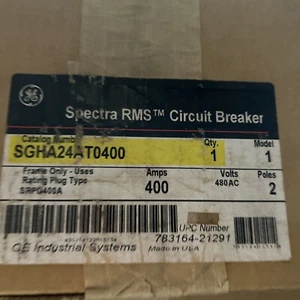 GE
Spectra RMS™ Circuit Breaker
Catalog Number Qty. Model
SGHA24AT0400 1 1
Frame Only - Uses Amps Volts Poles
Rating Plug Type 400 480AC 2
SRPG400A
UPC Number
783164-21291
GE Industrial Systems Made in USA